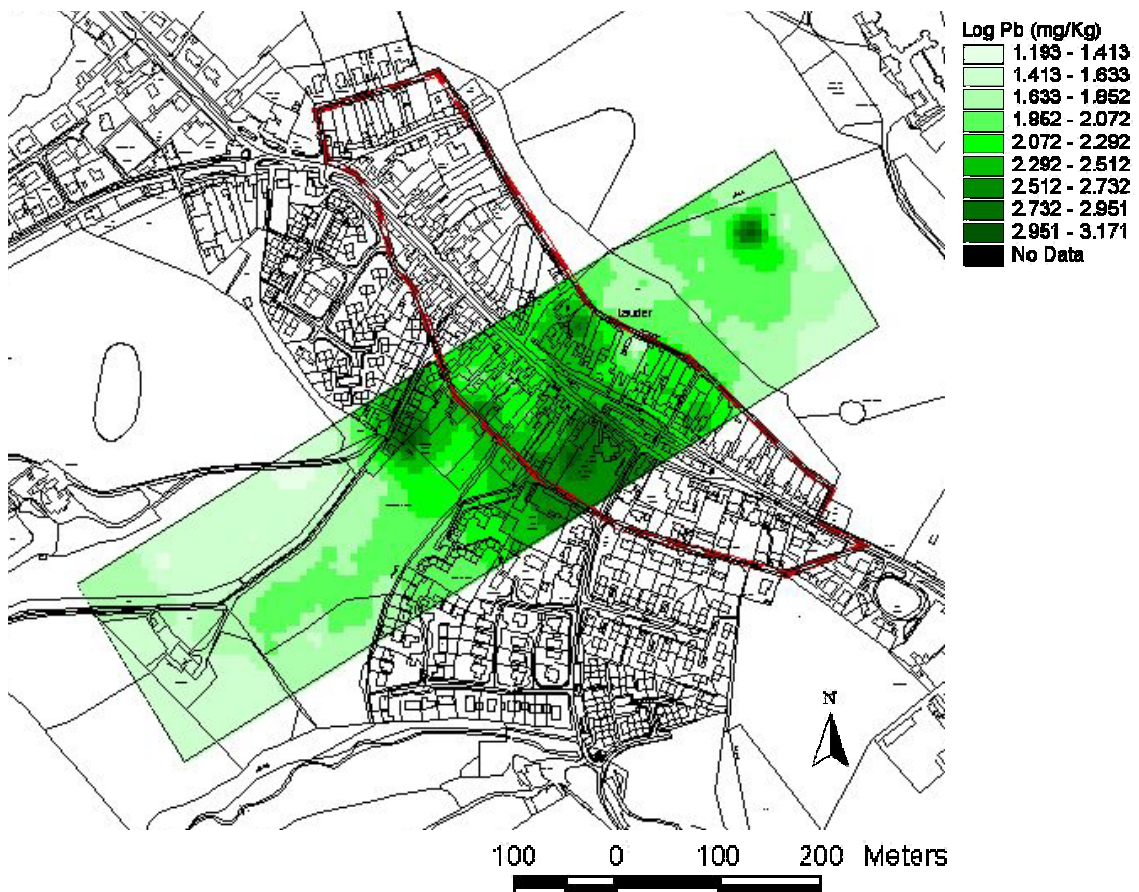 Log Pb (mg/Kg)
1.193 - 1.413
1.413 - 1.633
1.633 - 1.852
1.852 - 2.072
2.072 - 2.292
2.292 - 2.512
2.512 - 2.732
2.732 - 2.951
2.951 - 3.171
No Data
Lauder
N
100 0 100 200 Meters